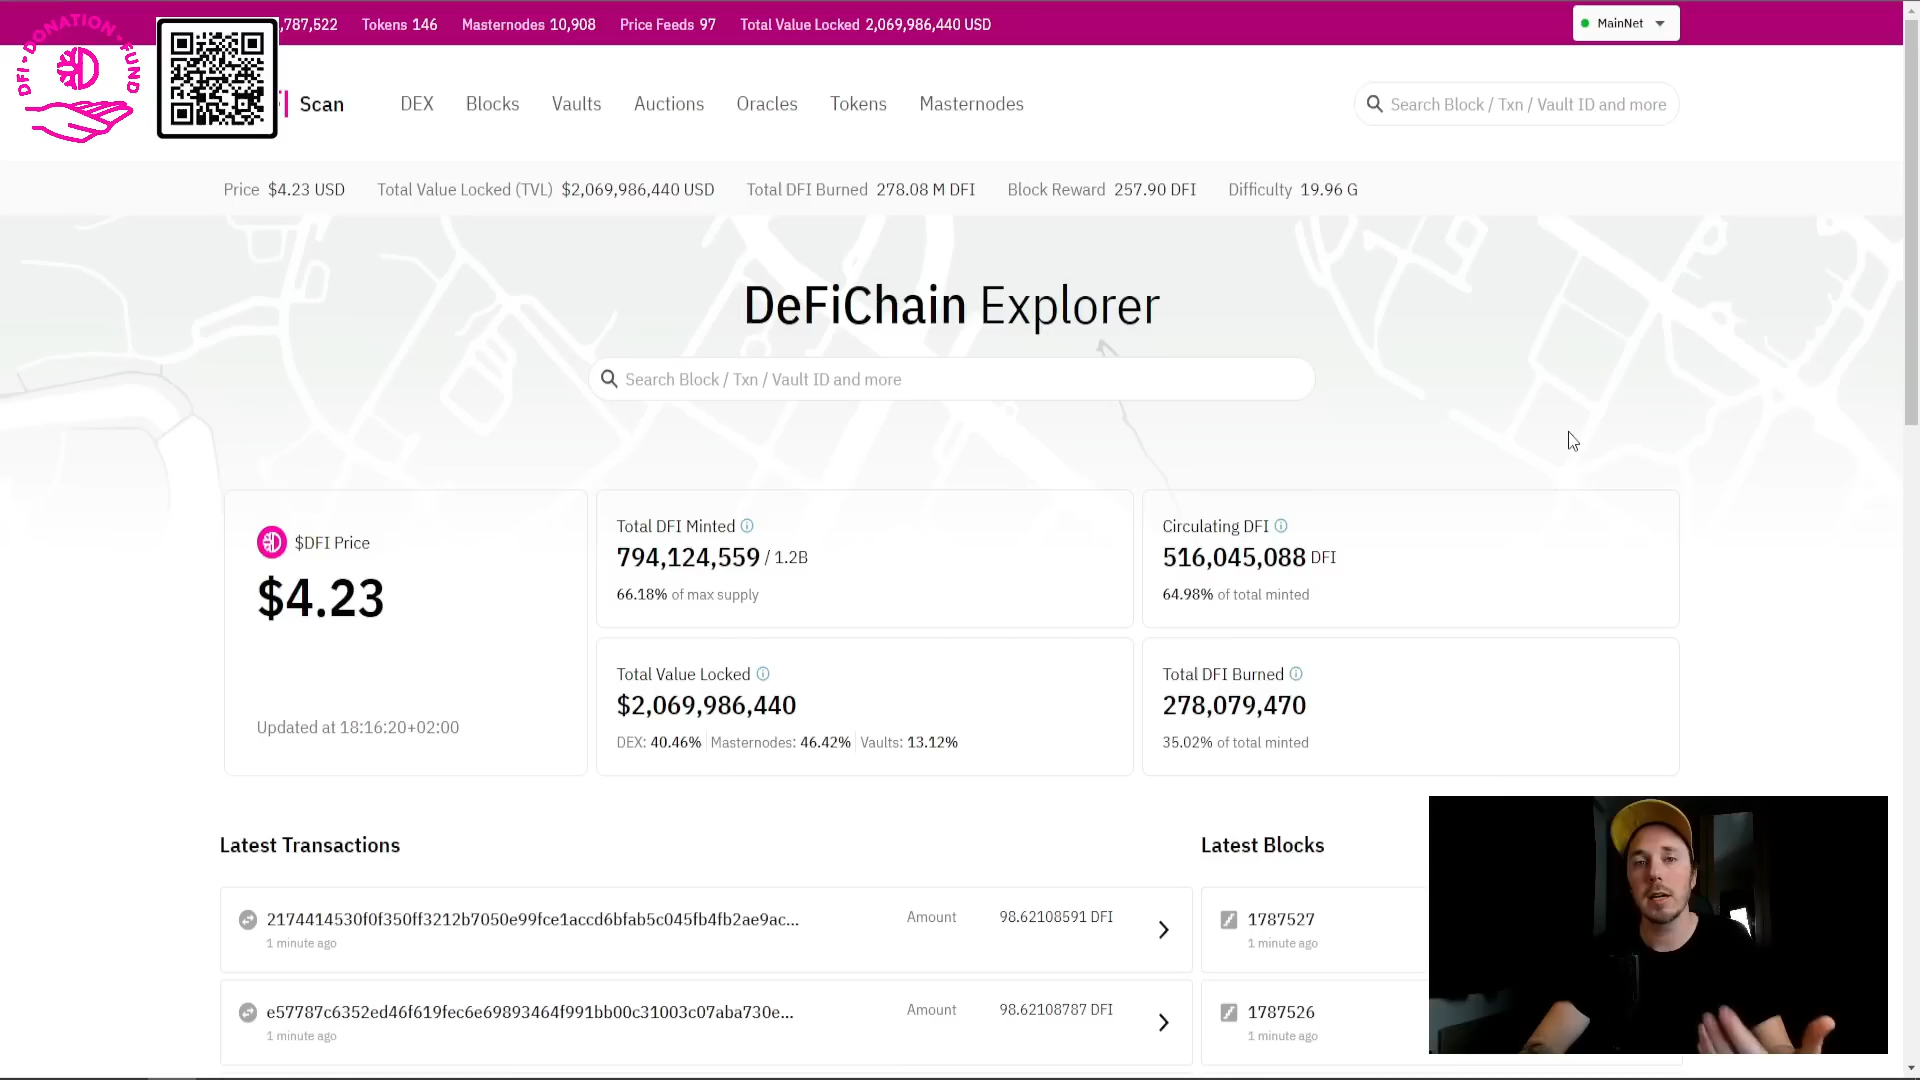 ,787,522 Tokens 146 Masternodes 10,908 Price Feeds 97 Total Value Locked 2,069,986,440 USD
MainNet
DFI • DONATION • FUND
Scan DEX Blocks Vaults Auctions Oracles Tokens Masternodes
Search Block / Txn / Vault ID and more
Price $4.23 USD Total Value Locked (TVL) $2,069,986,440 USD Total DFI Burned 278.08 M DFI Block Reward 257.90 DFI Difficulty 19.96 G
DeFiChain Explorer
Search Block / Txn / Vault ID and more
$DFI Price
$4.23
Updated at 18:16:20+02:00
Total DFI Minted
794,124,559 / 1.2B
66.18% of max supply
Circulating DFI
516,045,088 DFI
64.98% of total minted
Total Value Locked
$2,069,986,440
DEX: 40.46% Masternodes: 46.42% Vaults: 13.12%
Total DFI Burned
278,079,470
35.02% of total minted
Latest Transactions
2174414530f0f350ff3212b7050e99fce1accd6bfab5c045fb4fb2ae9ac... Amount 98.62108591 DFI
1 minute ago
e57787c6352ed46f619fec6e69893464f991bb00c31003c07aba730e... Amount 98.62108787 DFI
1 minute ago
Latest Blocks
1787527
1 minute ago
1787526
1 minute ago